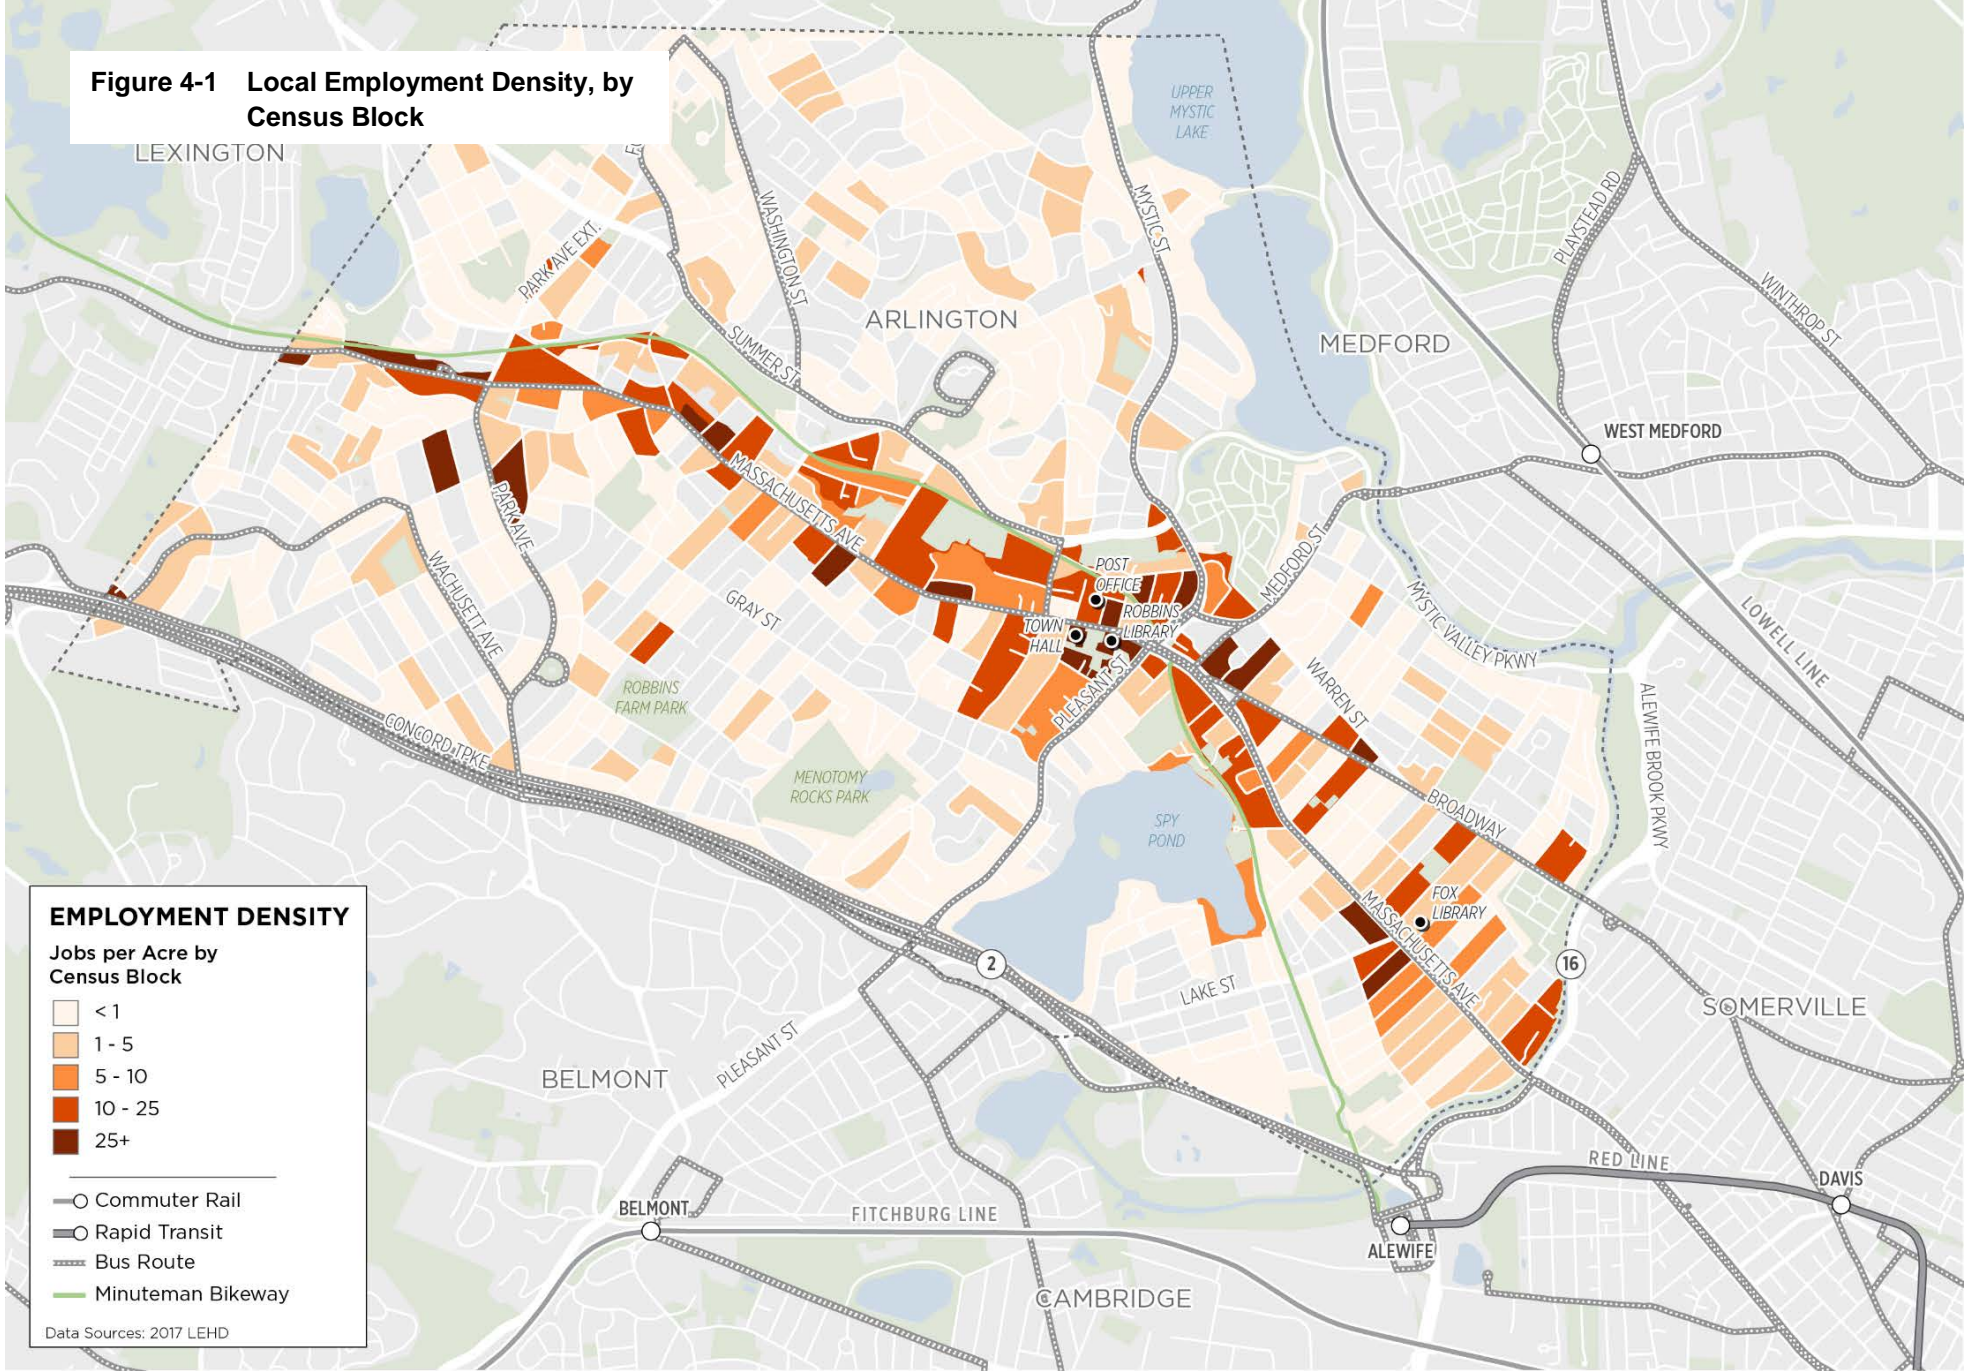 Figure 4-1 Local Employment Density, by
Census Block
LEXINGTON
UPPER
MYSTIC
LAKE
PARK AVE EXT.
WASHINGTON ST
MYSTIC ST
PLAYSTEAD RD
WINTHROP ST
ARLINGTON
MEDFORD
SUMMER ST
WEST MEDFORD
MASSACHUSETTS AVE
PARK AVE
WACHUSETT AVE
GRAY ST
POST
OFFICE
ROBBINS
LIBRARY
TOWN
HALL
MEDFORD ST
MYSTIC VALLEY PKWY
LOWELL LINE
PLEASANT ST
WARREN ST
ALEWIFE BROOK PKWY
ROBBINS
FARM PARK
CONCORD TPKE
MENOTOMY
ROCKS PARK
SPY
POND
BROADWAY
FOX
LIBRARY
MASSACHUSETTS AVE
2
16
LAKE ST
SOMERVILLE
BELMONT
PLEASANT ST
RED LINE
DAVIS
BELMONT
FITCHBURG LINE
ALEWIFE
CAMBRIDGE
EMPLOYMENT DENSITY
Jobs per Acre by
Census Block
< 1
1 - 5
5 - 10
10 - 25
25+
Commuter Rail
Rapid Transit
Bus Route
Minuteman Bikeway
Data Sources: 2017 LEHD